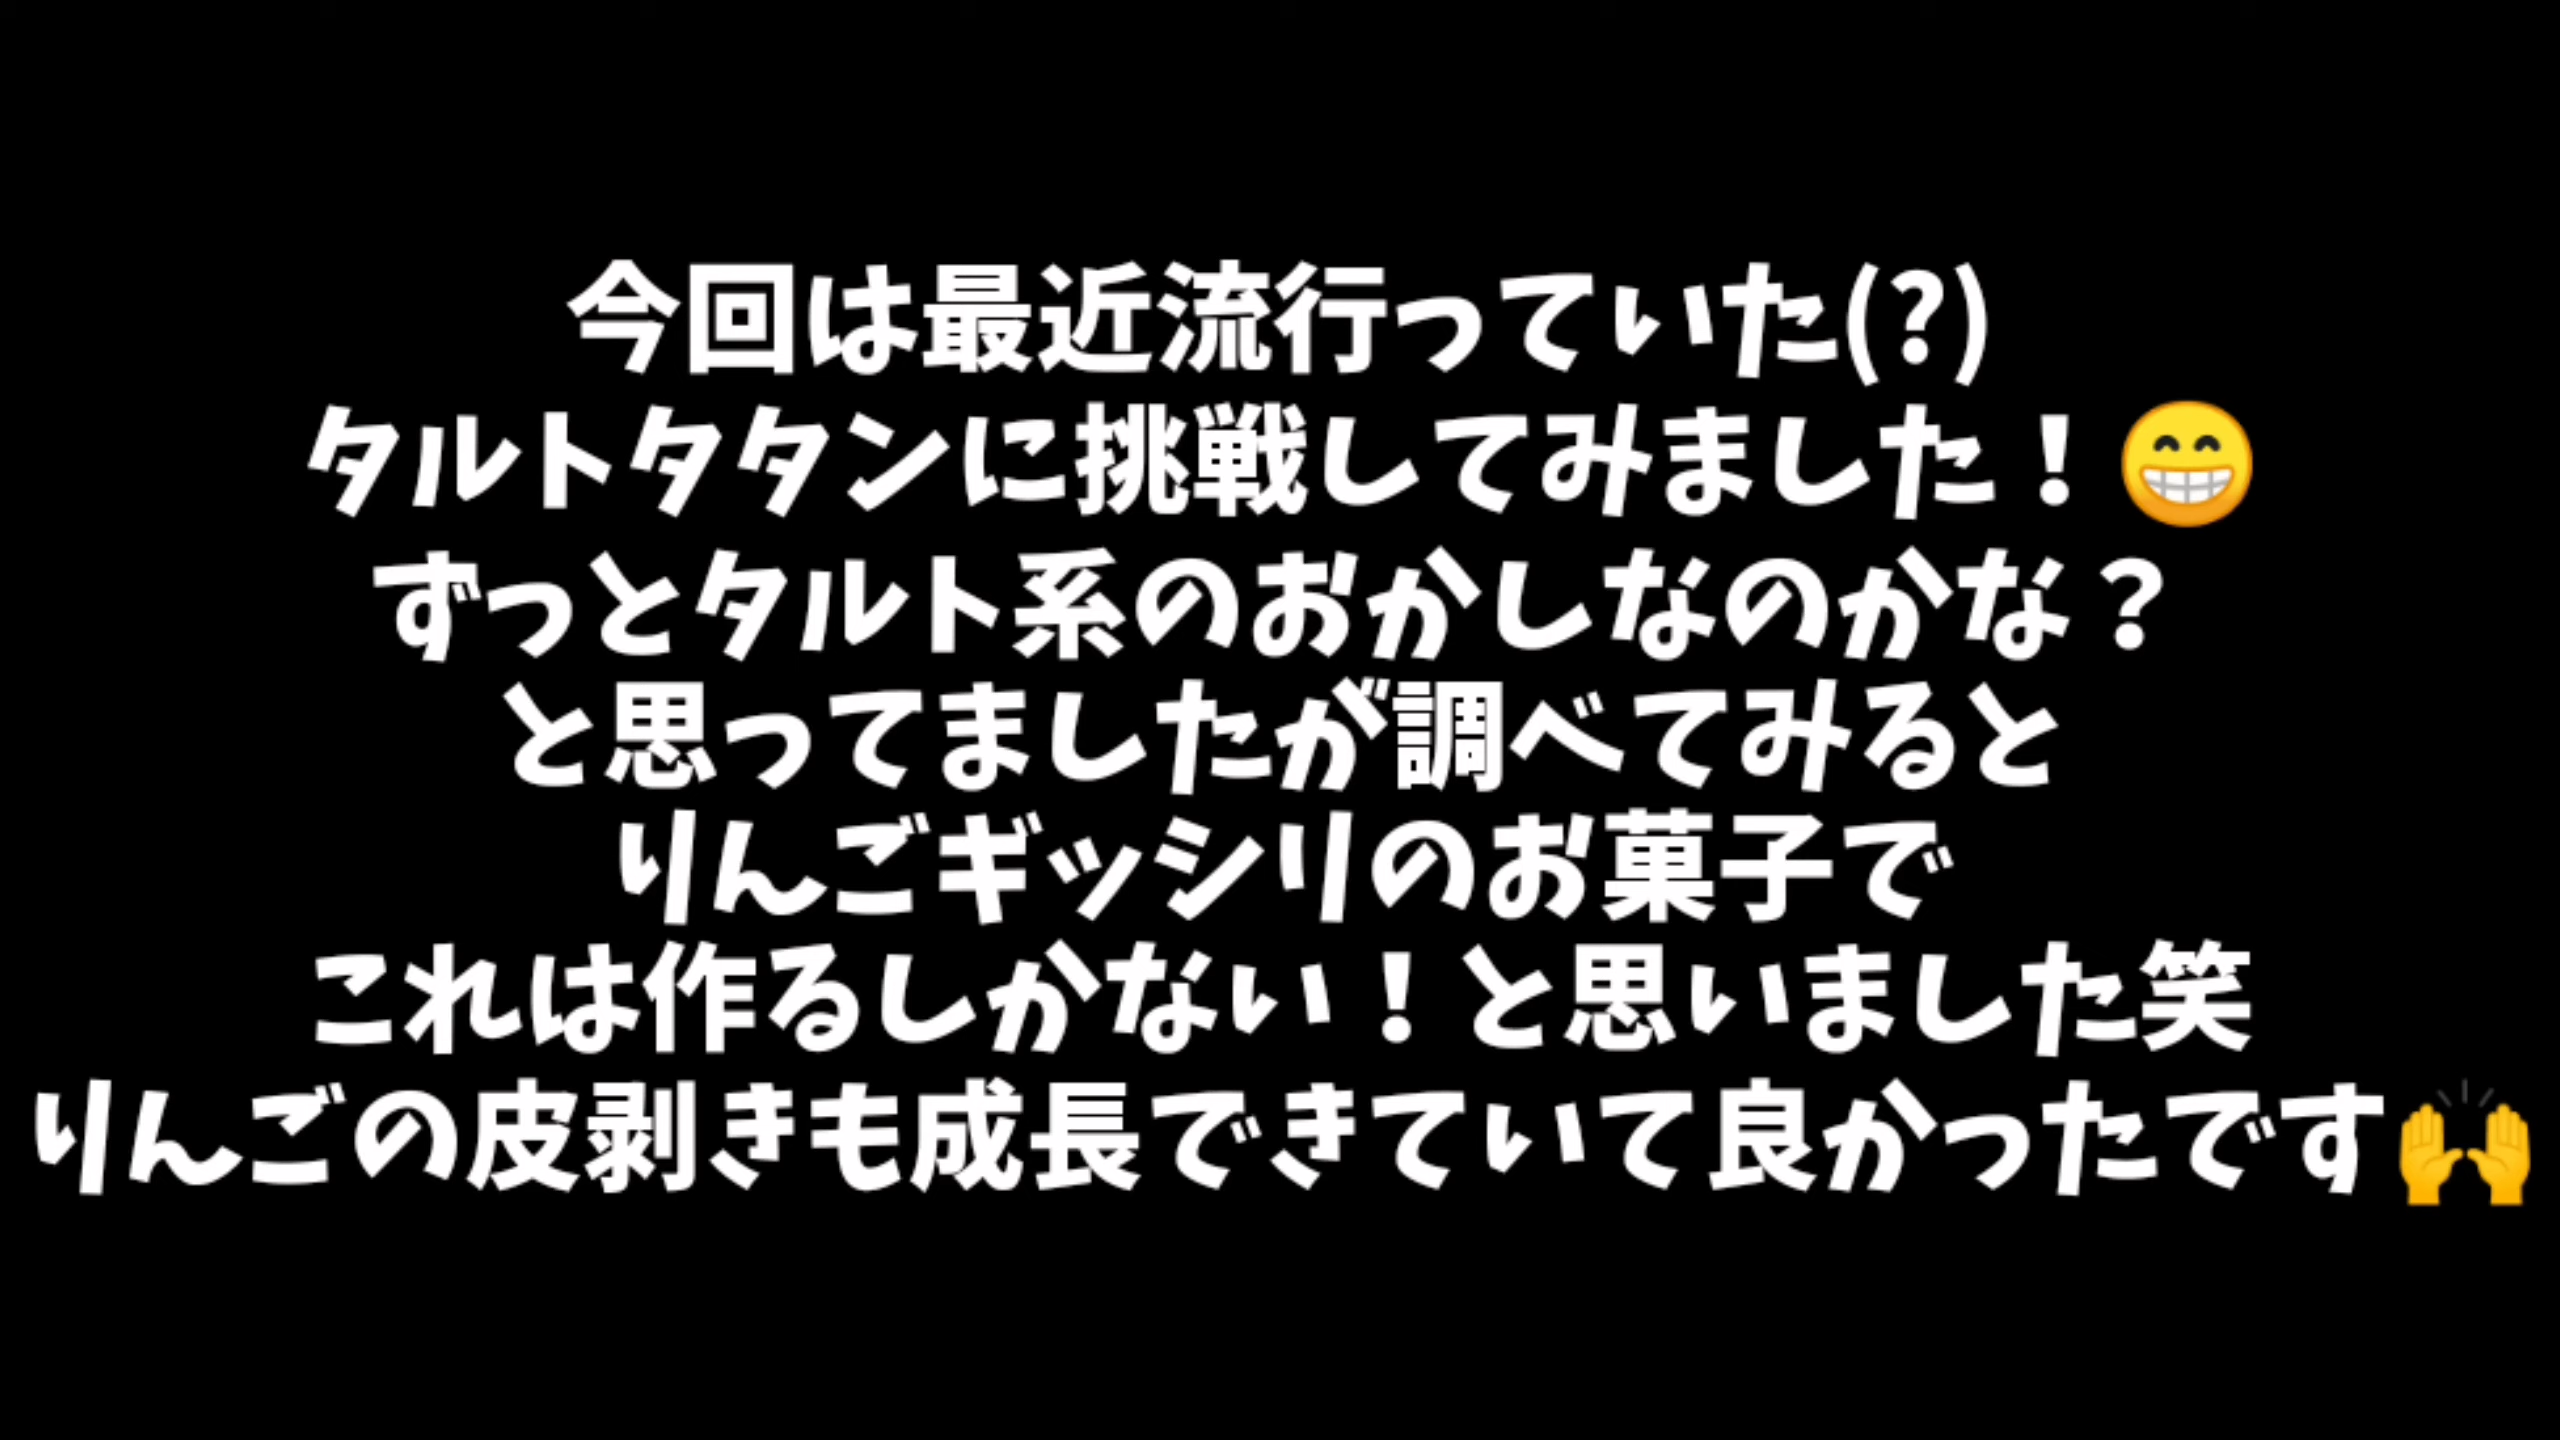 今回は最近流行っていた(?)
タルトタタンに挑戦してみました！😁
ずっとタルト系のおかしなのかな？
と思ってましたが調べてみると
りんごギッシリのお菓子で
これは作るしかない！と思いました笑
りんごの皮剥きも成長できていて良かったです🙌